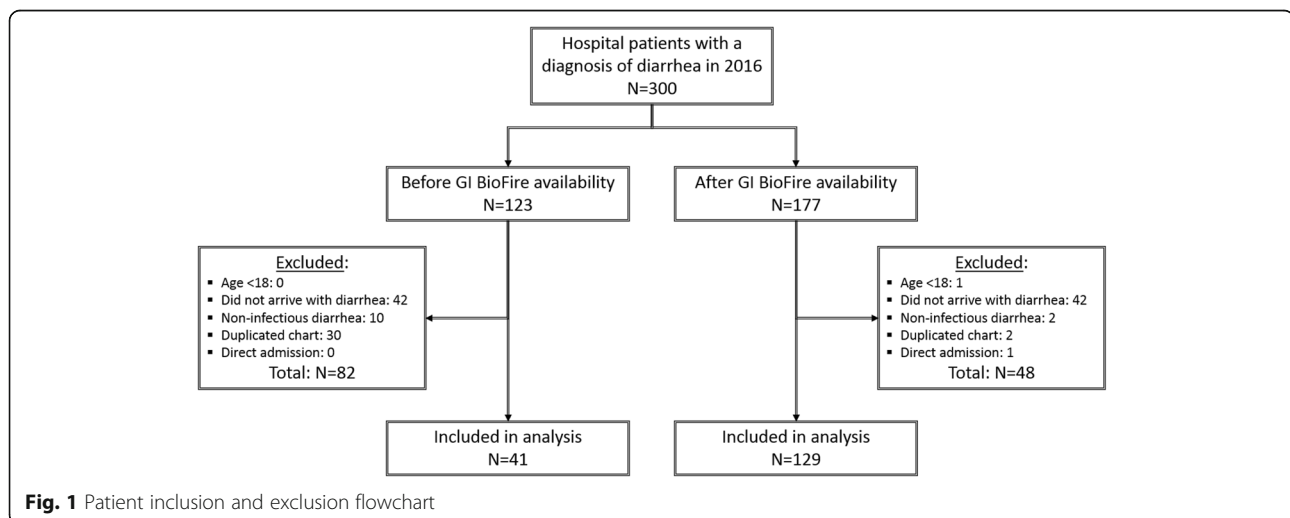 Hospital patients with a
diagnosis of diarrhea in 2016
N=300
Before GI BioFire availability
N=123
After GI BioFire availability
N=177
Excluded:
▪ Age <18: 0
▪ Did not arrive with diarrhea: 42
▪ Non-infectious diarrhea: 10
▪ Duplicated chart: 30
▪ Direct admission: 0
Total: N=82
Excluded:
▪ Age <18: 1
▪ Did not arrive with diarrhea: 42
▪ Non-infectious diarrhea: 2
▪ Duplicated chart: 2
▪ Direct admission: 1
Total: N=48
Included in analysis
N=41
Included in analysis
N=129
Fig. 1 Patient inclusion and exclusion flowchart